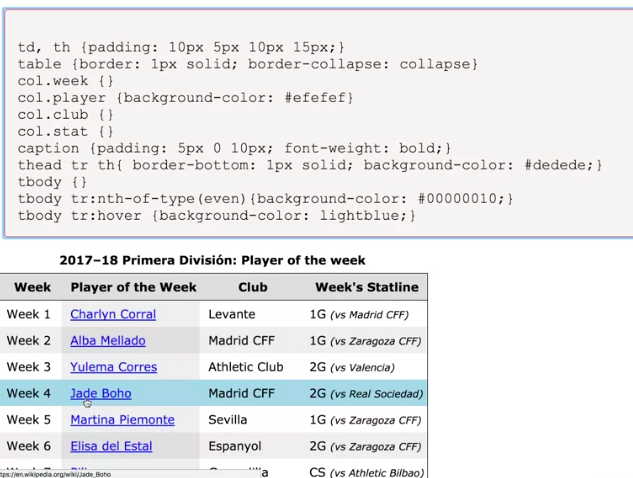 td, th {padding: 10px 5px 10px 15px;}
table {border: 1px solid; border-collapse: collapse}
col.week {}
col.player {background-color: #efefef}
col.club {}
col.stat {}
caption {padding: 5px 0 10px; font-weight: bold;}
thead tr th{ border-bottom: 1px solid; background-color: #dedede;}
tbody {}
tbody tr:nth-of-type(even){background-color: #00000010;}
tbody tr:hover {background-color: lightblue;}
2017–18 Primera División: Player of the week
Week Player of the Week Club Week's Statline
Week 1 Charlyn Corral Levante 1G (vs Madrid CFF)
Week 2 Alba Mellado Madrid CFF 1G (vs Zaragoza CFF)
Week 3 Yulema Corres Athletic Club 2G (vs Valencia)
Week 4 Jade Boho Madrid CFF 2G (vs Real Sociedad)
Week 5 Martina Piemonte Sevilla 1G (vs Zaragoza CFF)
Week 6 Elisa del Estal Espanyol 2G (vs Zaragoza CFF)
CS (vs Athletic Bilbao)
tps://en.wikipedia.org/wiki/Jade_Boho